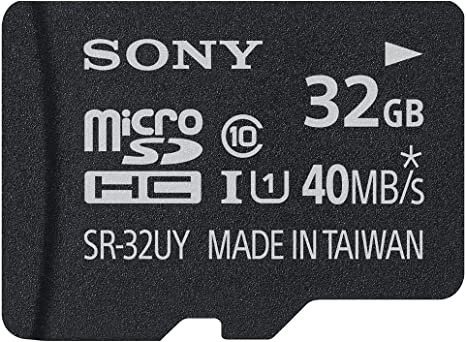 SONY
32GB
micro
SD 10
HC I U1 40MB/s*
SR-32UY MADE IN TAIWAN